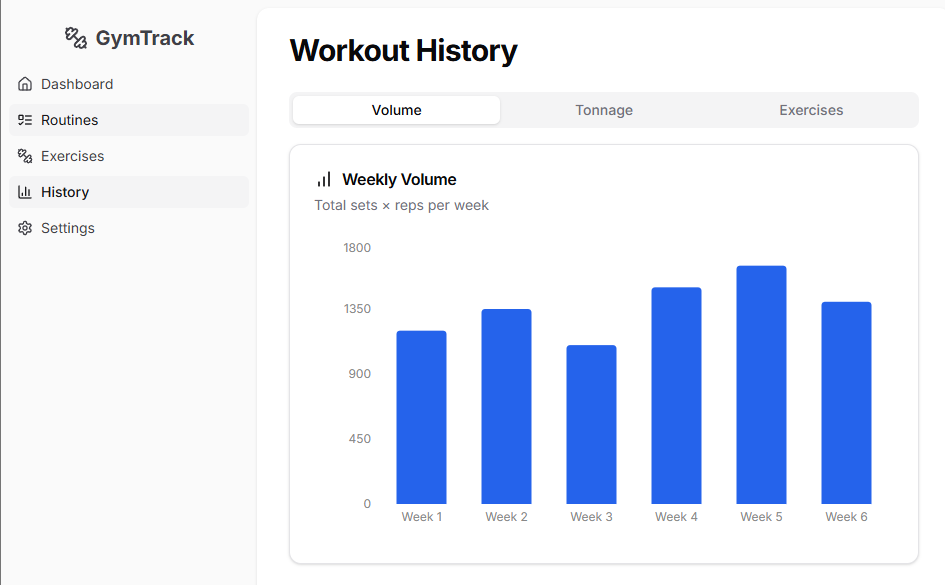 GymTrack
Dashboard
Routines
Exercises
History
Settings
Workout History
Volume Tonnage Exercises
Weekly Volume
Total sets × reps per week
1800
1350
900
450
0
Week 1 Week 2 Week 3 Week 4 Week 5 Week 6